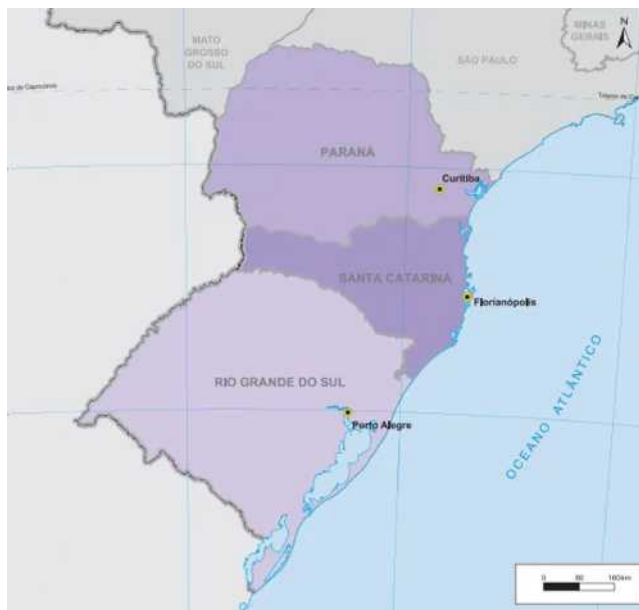 MATO
GROSSO
DO SUL
MINAS
GERAIS
N
SÃO PAULO
PARANÁ
Curitiba
SANTA CATARINA
Florianópolis
RIO GRANDE DO SUL
Porto Alegre
OCEANO ATLÂNTICO
0 80 160km